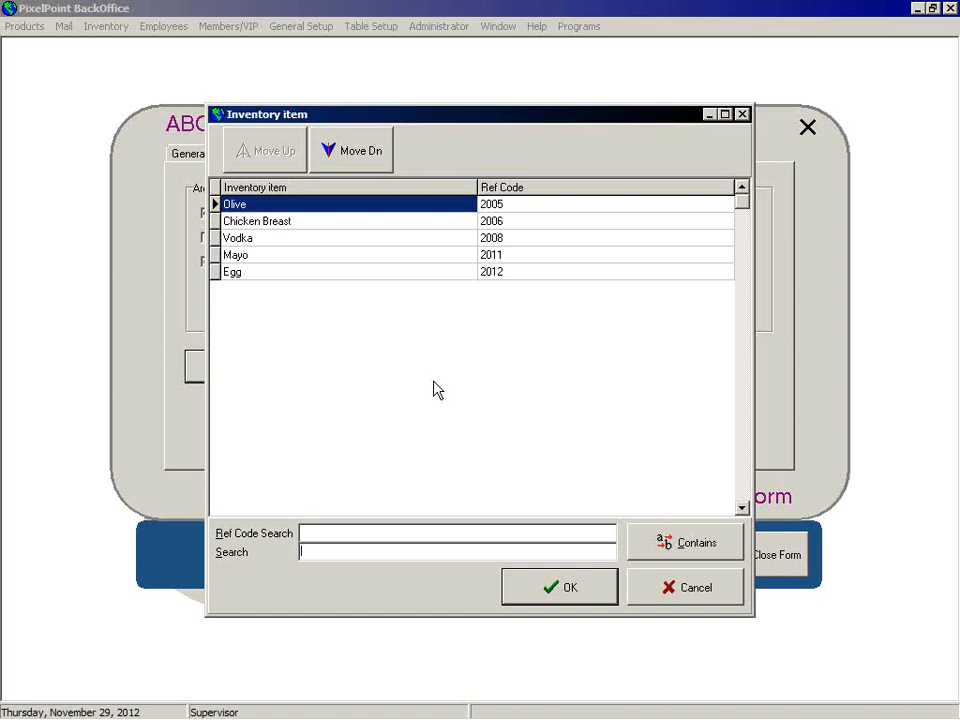 PixelPoint BackOffice
Products Mail Inventory Employees Members/VIP General Setup Table Setup Administrator Window Help Programs
ABC
Inventory item
Genera
Move Up Move Dn
Inventory item Ref Code
Olive 2005
Chicken Breast 2006
Vodka 2008
Mayo 2011
Egg 2012
orm
Ref Code Search
Search
Contains
Close Form
OK Cancel
Thursday, November 29, 2012 Supervisor